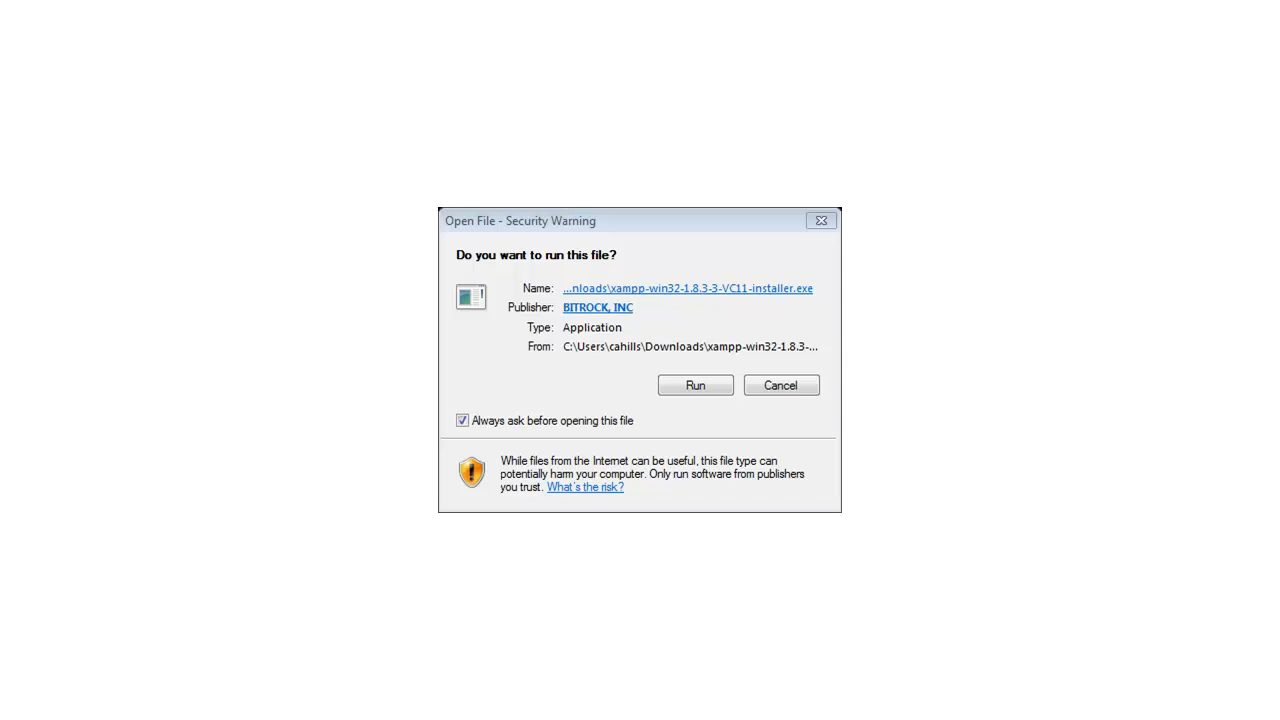 Open File - Security Warning
Do you want to run this file?
Name: ...nloads\xampp-win32-1.8.3-3-VC11-installer.exe
Publisher: BITROCK, INC
Type: Application
From: C:\Users\cahills\Downloads\xampp-win32-1.8.3-...
Run Cancel
Always ask before opening this file
While files from the Internet can be useful, this file type can
potentially harm your computer. Only run software from publishers
you trust. What's the risk?